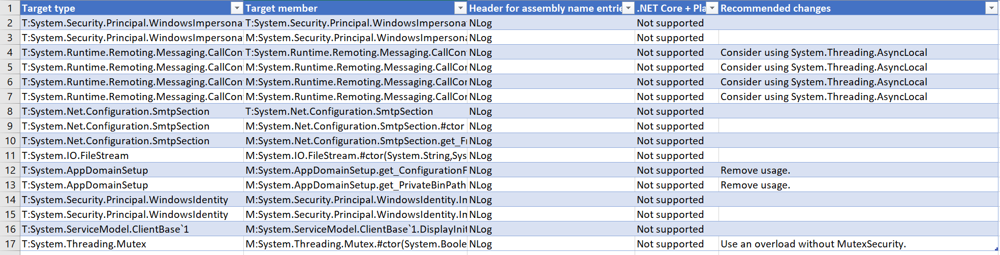 1 Target type Target member Header for assembly name entrie .NET Core + Pla Recommended changes
2 T:System.Security.Principal.WindowsImpersona T:System.Security.Principal.WindowsImpersona NLog Not supported
3 T:System.Security.Principal.WindowsImpersona M:System.Security.Principal.WindowsImpersona NLog Not supported
4 T:System.Runtime.Remoting.Messaging.CallCon T:System.Runtime.Remoting.Messaging.CallCon NLog Not supported Consider using System.Threading.AsyncLocal
5 T:System.Runtime.Remoting.Messaging.CallCon M:System.Runtime.Remoting.Messaging.CallCor NLog Not supported Consider using System.Threading.AsyncLocal
6 T:System.Runtime.Remoting.Messaging.CallCon M:System.Runtime.Remoting.Messaging.CallCor NLog Not supported Consider using System.Threading.AsyncLocal
7 T:System.Runtime.Remoting.Messaging.CallCon M:System.Runtime.Remoting.Messaging.CallCor NLog Not supported Consider using System.Threading.AsyncLocal
8 T:System.Net.Configuration.SmtpSection T:System.Net.Configuration.SmtpSection NLog Not supported
9 T:System.Net.Configuration.SmtpSection M:System.Net.Configuration.SmtpSection.#ctor NLog Not supported
10 T:System.Net.Configuration.SmtpSection M:System.Net.Configuration.SmtpSection.get_Fr NLog Not supported
11 T:System.IO.FileStream M:System.IO.FileStream.#ctor(System.String,Sys NLog Not supported
12 T:System.AppDomainSetup M:System.AppDomainSetup.get_ConfigurationF NLog Not supported Remove usage.
13 T:System.AppDomainSetup M:System.AppDomainSetup.get_PrivateBinPath NLog Not supported Remove usage.
14 T:System.Security.Principal.WindowsIdentity M:System.Security.Principal.WindowsIdentity.In NLog Not supported
15 T:System.Security.Principal.WindowsIdentity M:System.Security.Principal.WindowsIdentity.In NLog Not supported
16 T:System.ServiceModel.ClientBase`1 M:System.ServiceModel.ClientBase`1.DisplayInit NLog Not supported
17 T:System.Threading.Mutex M:System.Threading.Mutex.#ctor(System.Boole NLog Not supported Use an overload without MutexSecurity.